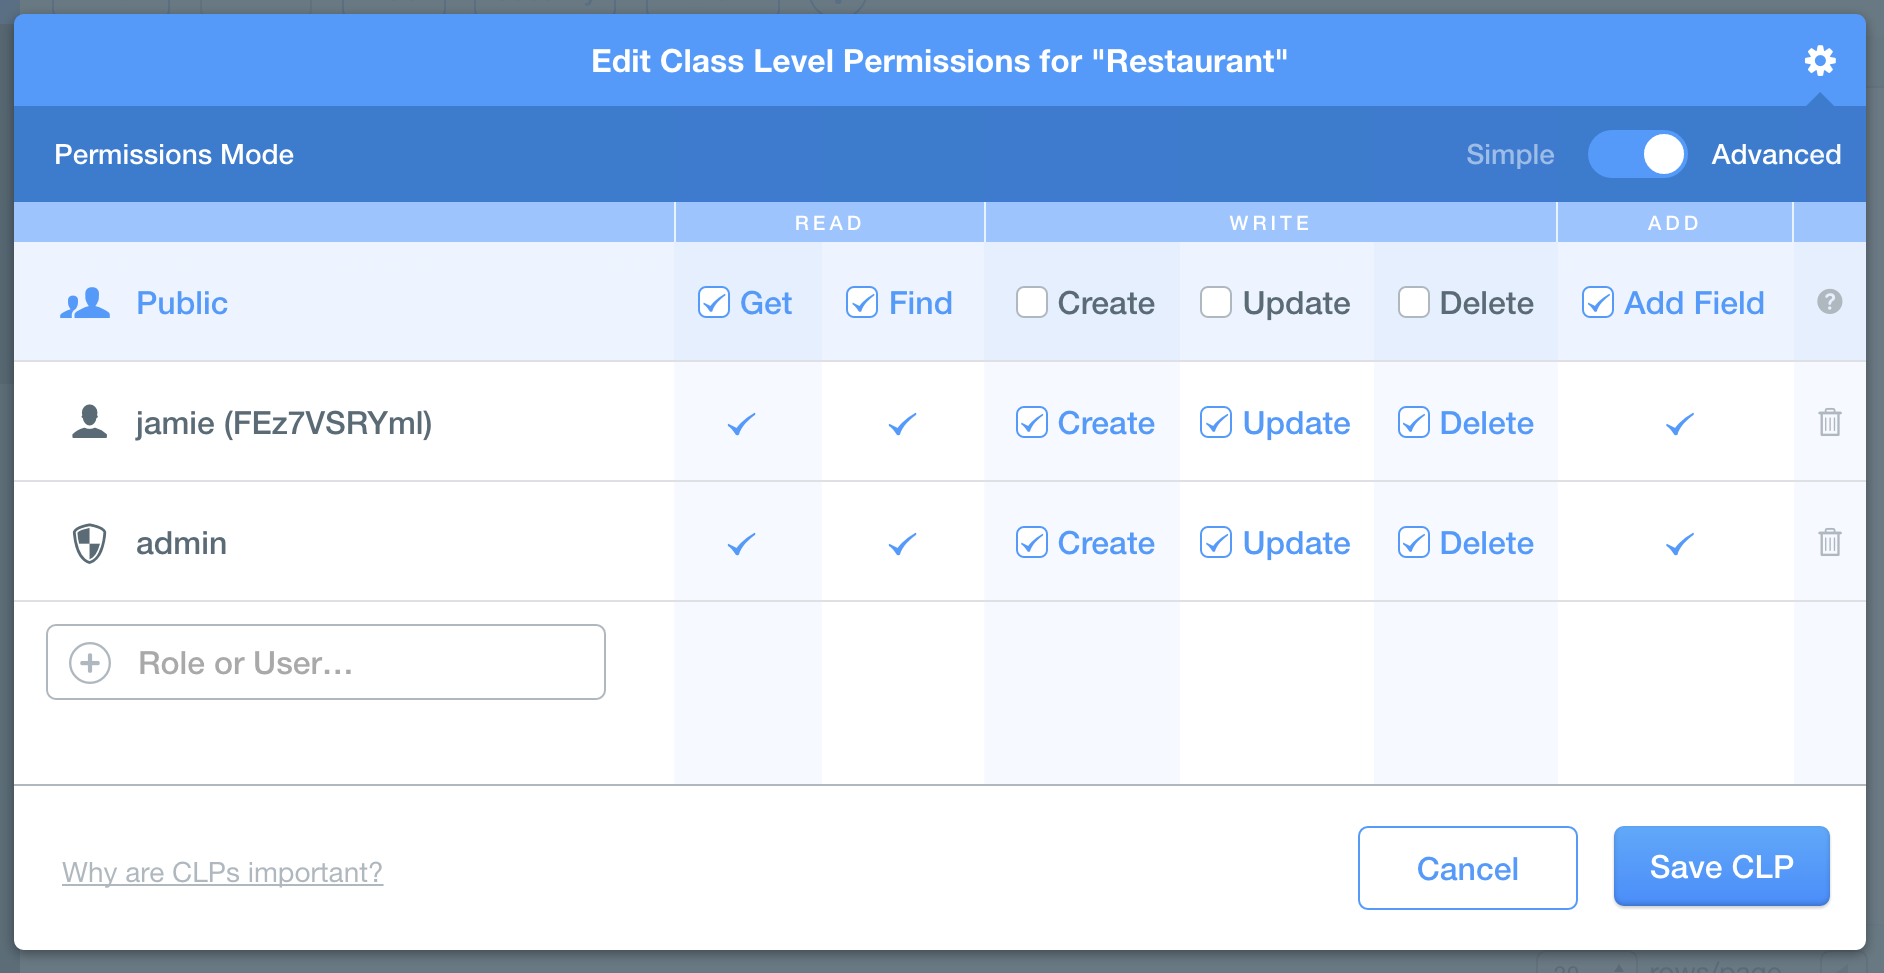 Edit Class Level Permissions for "Restaurant"
Permissions Mode
Simple Advanced
READ WRITE ADD
Public Get Find Create Update Delete Add Field ?
jamie (FEz7VSRYml) Create Update Delete
admin Create Update Delete
Role or User...
Why are CLPs important? Cancel Save CLP
rows/page